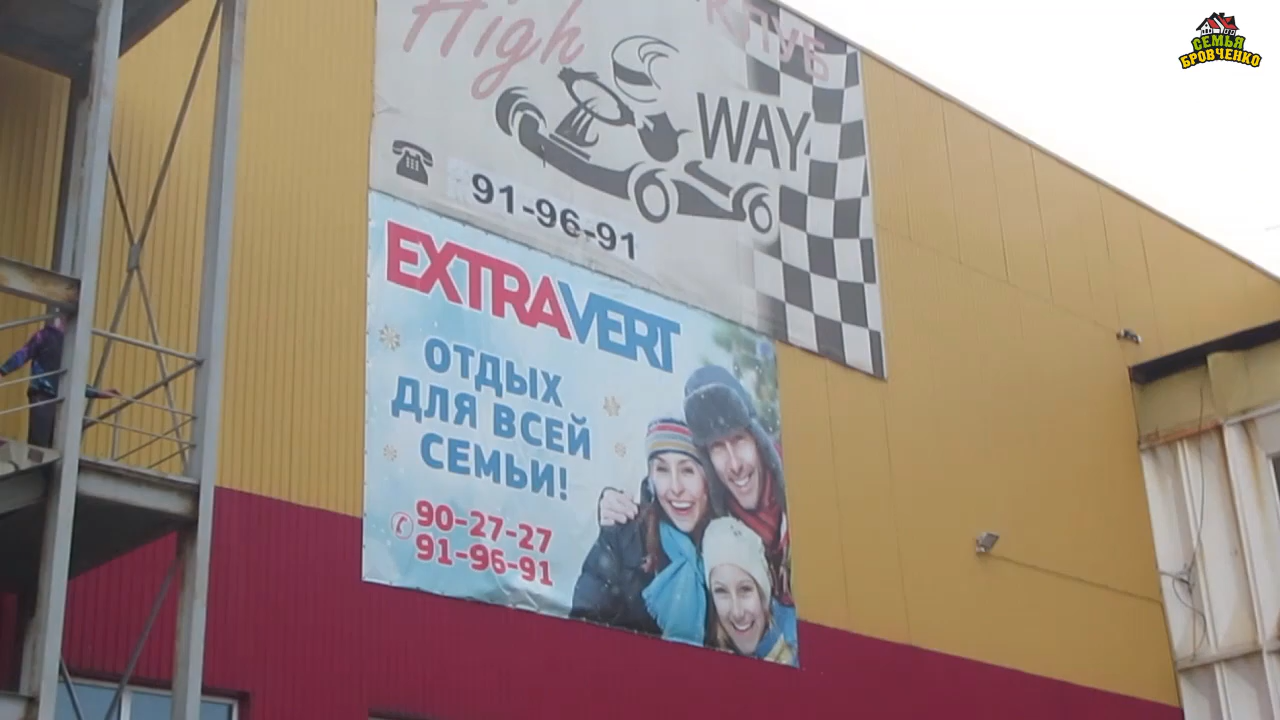 High
КЛУБ
WAY
91-96-91
EXTRAVERT
ОТДЫХ
ДЛЯ ВСЕЙ
СЕМЬИ!
90-27-27
91-96-91
СЕМЬЯ
БРОВЧЕНКО